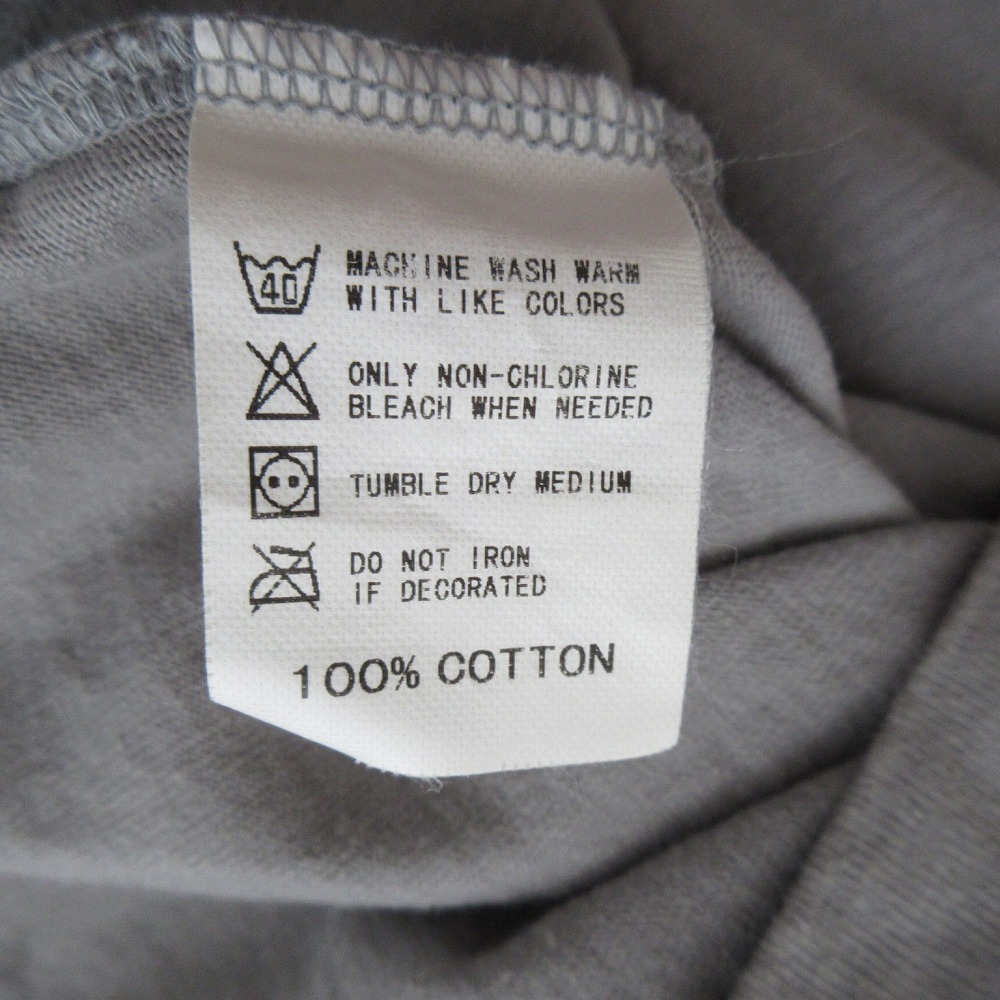 40
MACHINE WASH WARM
WITH LIKE COLORS
ONLY NON-CHLORINE
BLEACH WHEN NEEDED
TUMBLE DRY MEDIUM
DO NOT IRON
IF DECORATED
100% COTTON